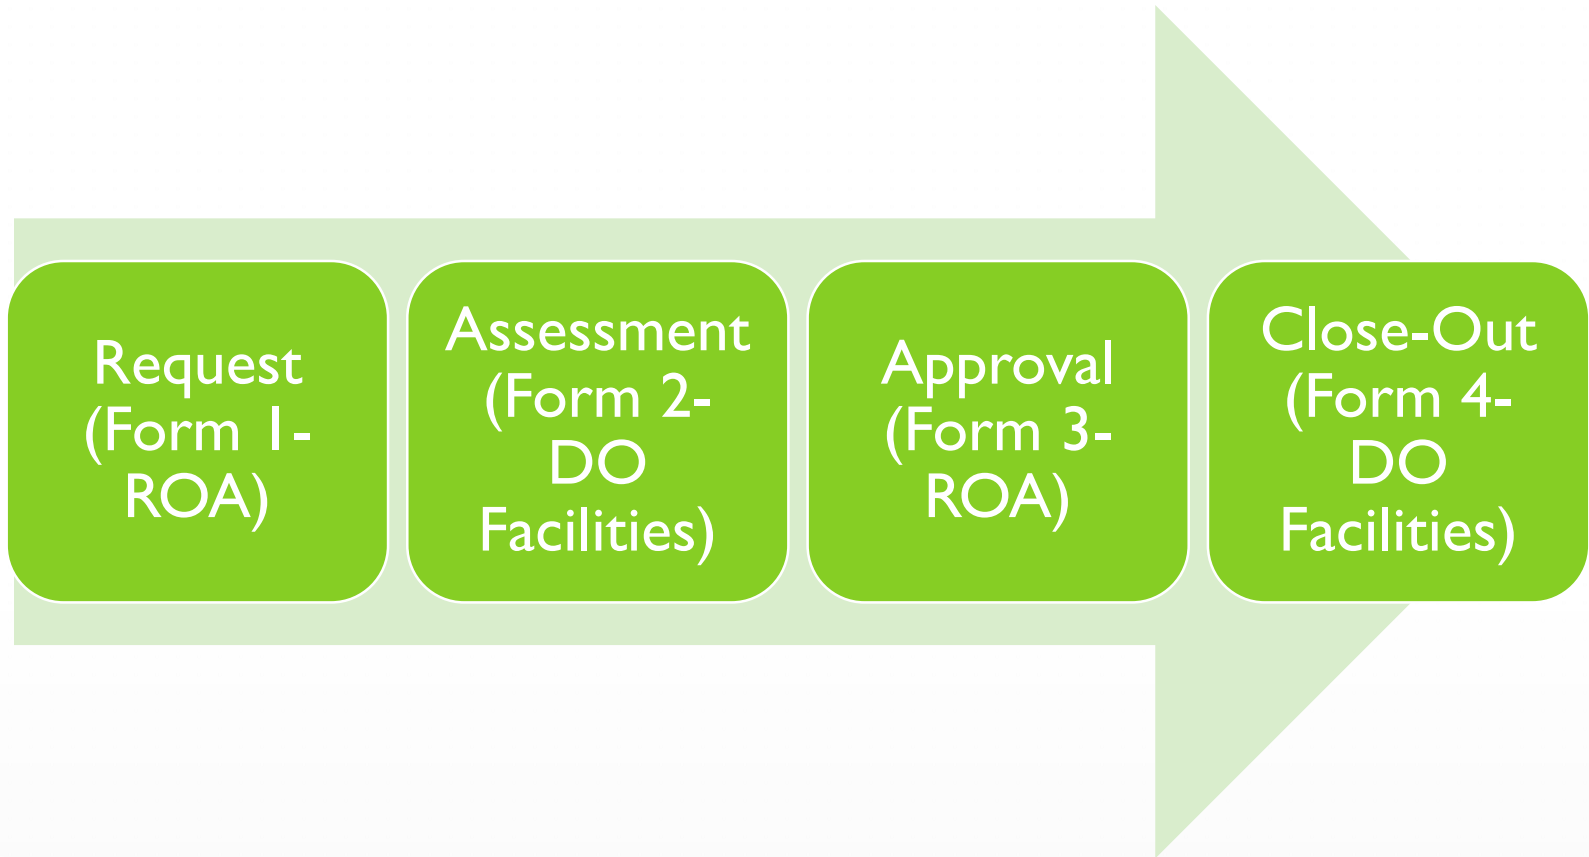 Request
(Form 1-
ROA)
Assessment
(Form 2-
DO
Facilities)
Approval
(Form 3-
ROA)
Close-Out
(Form 4-
DO
Facilities)